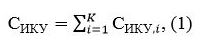 С_ИКУ = ∑_{i=1}^{K} С_{ИКУ,i}, (1)